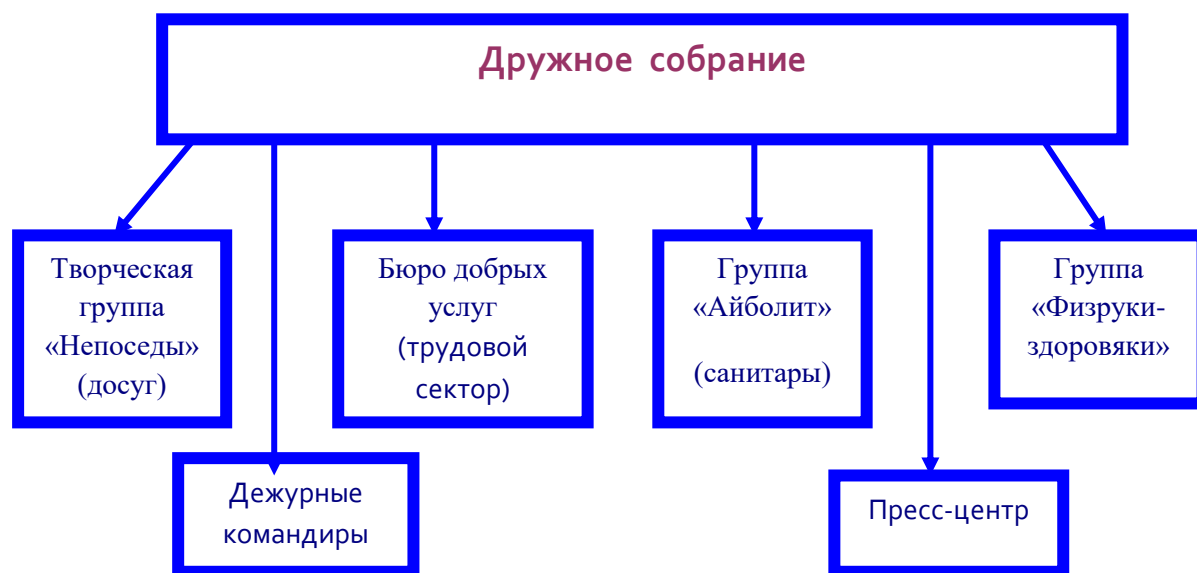 Дружное собрание
Творческая
группа
«Непоседы»
(досуг)
Бюро добрых
услуг
(трудовой
сектор)
Группа
«Айболит»
(санитары)
Группа
«Физруки-
здоровяки»
Дежурные
командиры
Пресс-центр